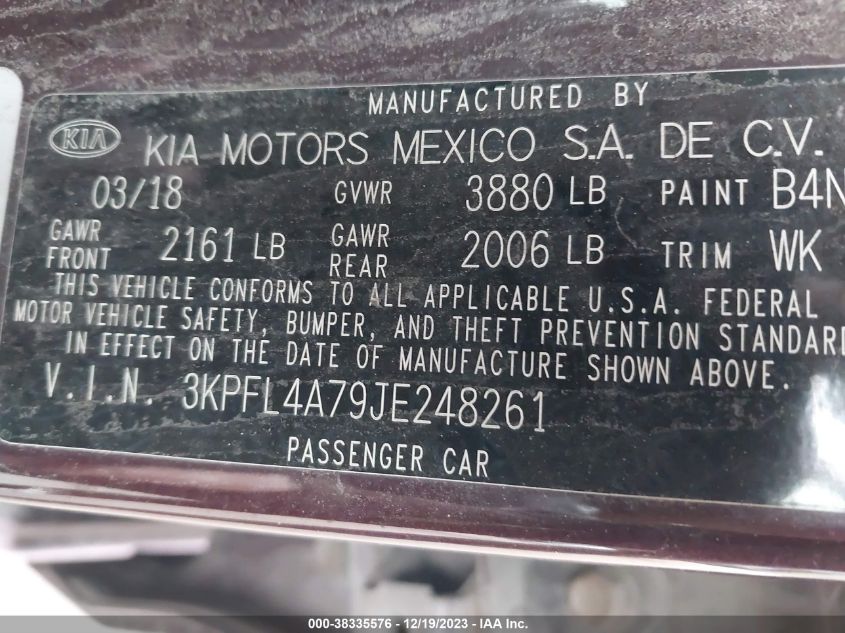 MANUFACTURED BY
KIA KIA MOTORS MEXICO S.A. DE C.V.
03/18 GVWR 3880 LB PAINT B4N
GAWR FRONT 2161 LB GAWR REAR 2006 LB TRIM WK
THIS VEHICLE CONFORMS TO ALL APPLICABLE U.S.A. FEDERAL
MOTOR VEHICLE SAFETY, BUMPER, AND THEFT PREVENTION STANDARD
IN EFFECT ON THE DATE OF MANUFACTURE SHOWN ABOVE.
V.I.N. 3KPFL4A79JE248261
PASSENGER CAR
000-38335576 - 12/19/2023 - IAA Inc.